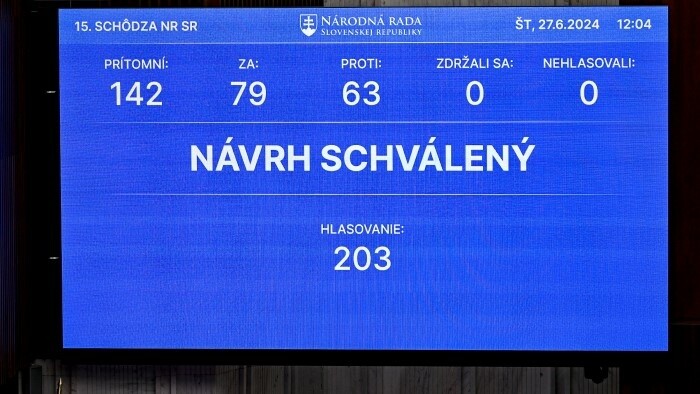 15. SCHÔDZA NR SR
NÁRODNÁ RADA
SLOVENSKEJ REPUBLIKY
ŠT, 27.6.2024 12:04
PRÍTOMNÍ: ZA: PROTI: ZDRŽALI SA: NEHLASOVALI:
142 79 63 0 0
NÁVRH SCHVÁLENÝ
HLASOVANIE:
203